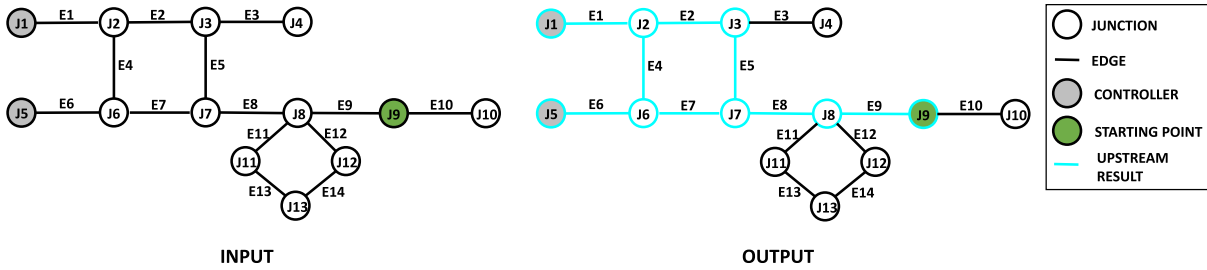 J1 E1 J2 E2 J3 E3 J4
E4 E5
J5 E6 J6 E7 J7 E8 J8 E9 J9 E10 J10
E11 E12
J11 J12
E13 E14
J13
INPUT
J1 E1 J2 E2 J3 E3 J4
E4 E5
J5 E6 J6 E7 J7 E8 J8 E9 J9 E10 J10
E11 E12
J11 J12
E13 E14
J13
OUTPUT
JUNCTION
EDGE
CONTROLLER
STARTING POINT
UPSTREAM
RESULT